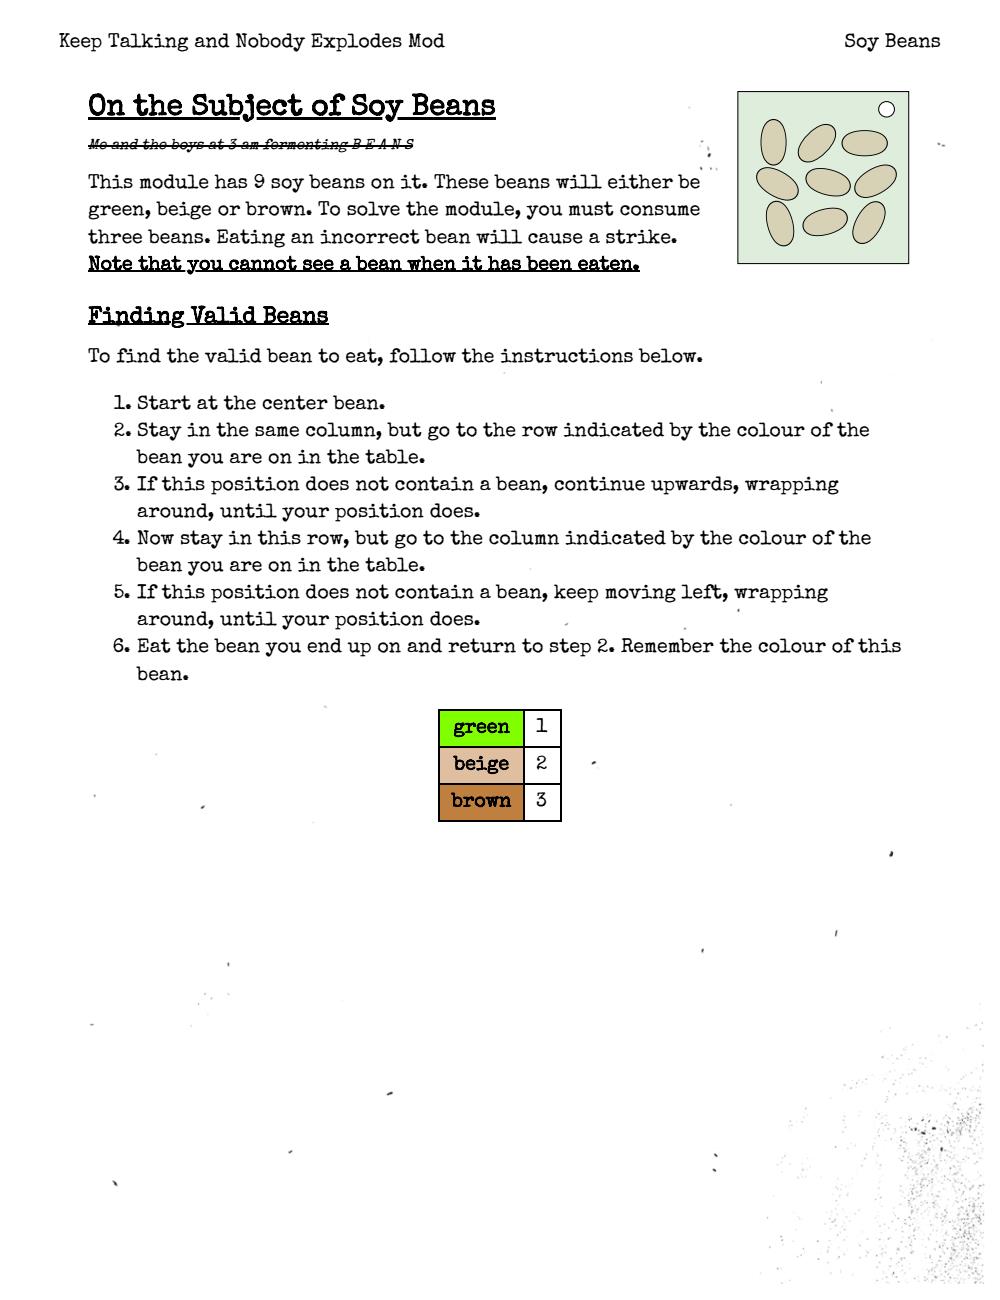 Keep Talking and Nobody Explodes Mod
Soy Beans
On the Subject of Soy Beans
Me and the boys at 3 am formenting B E A N S
This module has 9 soy beans on it. These beans will either be
green, beige or brown. To solve the module, you must consume
three beans. Eating an incorrect bean will cause a strike.
Note that you cannot see a bean when it has been eaten.
Finding Valid Beans
To find the valid bean to eat, follow the instructions below.
1. Start at the center bean.
2. Stay in the same column, but go to the row indicated by the colour of the
bean you are on in the table.
3. If this position does not contain a bean, continue upwards, wrapping
around, until your position does.
4. Now stay in this row, but go to the column indicated by the colour of the
bean you are on in the table.
5. If this position does not contain a bean, keep moving left, wrapping
around, until your position does.
6. Eat the bean you end up on and return to step 2. Remember the colour of this
bean.
green 1
beige 2
brown 3